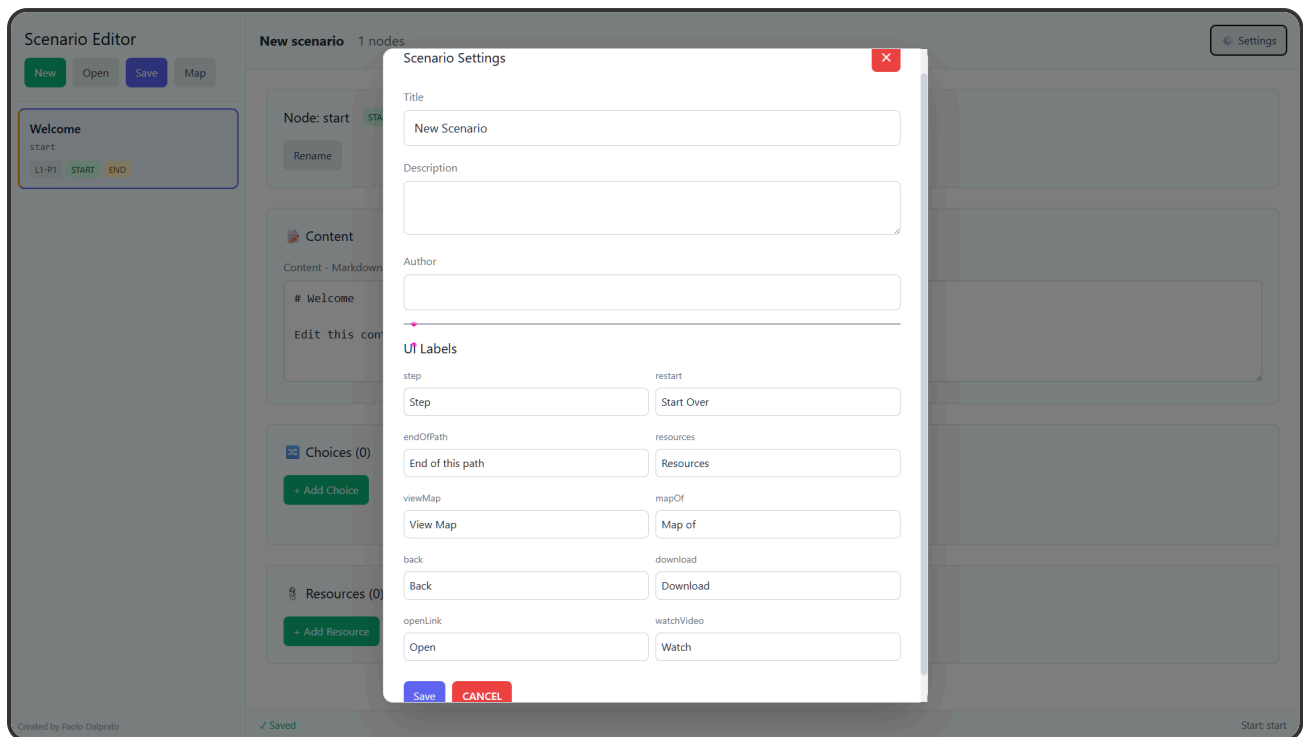 Scenario Editor
New Open Save Map
Welcome
start
L1-P1 START END
Created by Paolo Dalprato
New scenario 1 nodes
Settings
Node: start STA
Rename
Content
Content - Markdown
# Welcome
Edit this cont
Choices (0)
+ Add Choice
Resources (0)
+ Add Resource
✓ Saved
Start: start
Scenario Settings
✕
Title
New Scenario
Description
Author
UI Labels
step restart
Step Start Over
endOfPath resources
End of this path Resources
viewMap mapOf
View Map Map of
back download
Back Download
openLink watchVideo
Open Watch
Save CANCEL